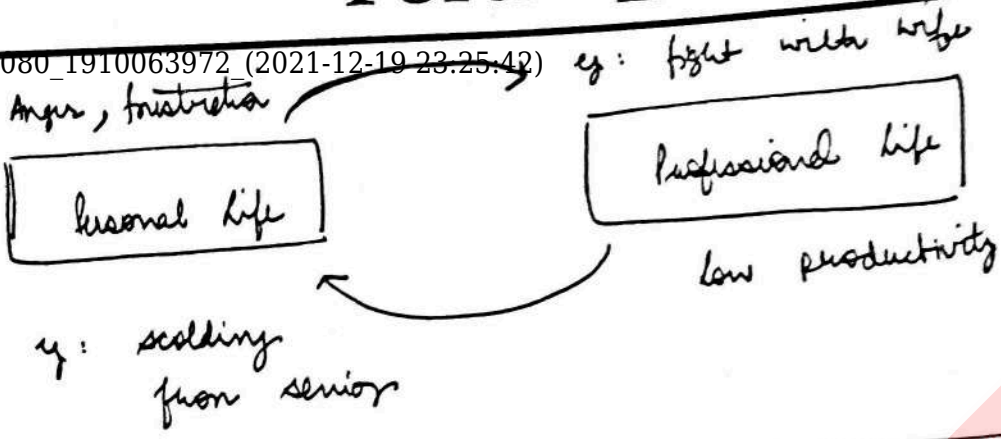 080_1910063972_(2021-12-19 23:25:42)
eg: fight with wife
Anger, frustration
Personal Life
Professional Life
Low productivity
eg: scolding
from senior